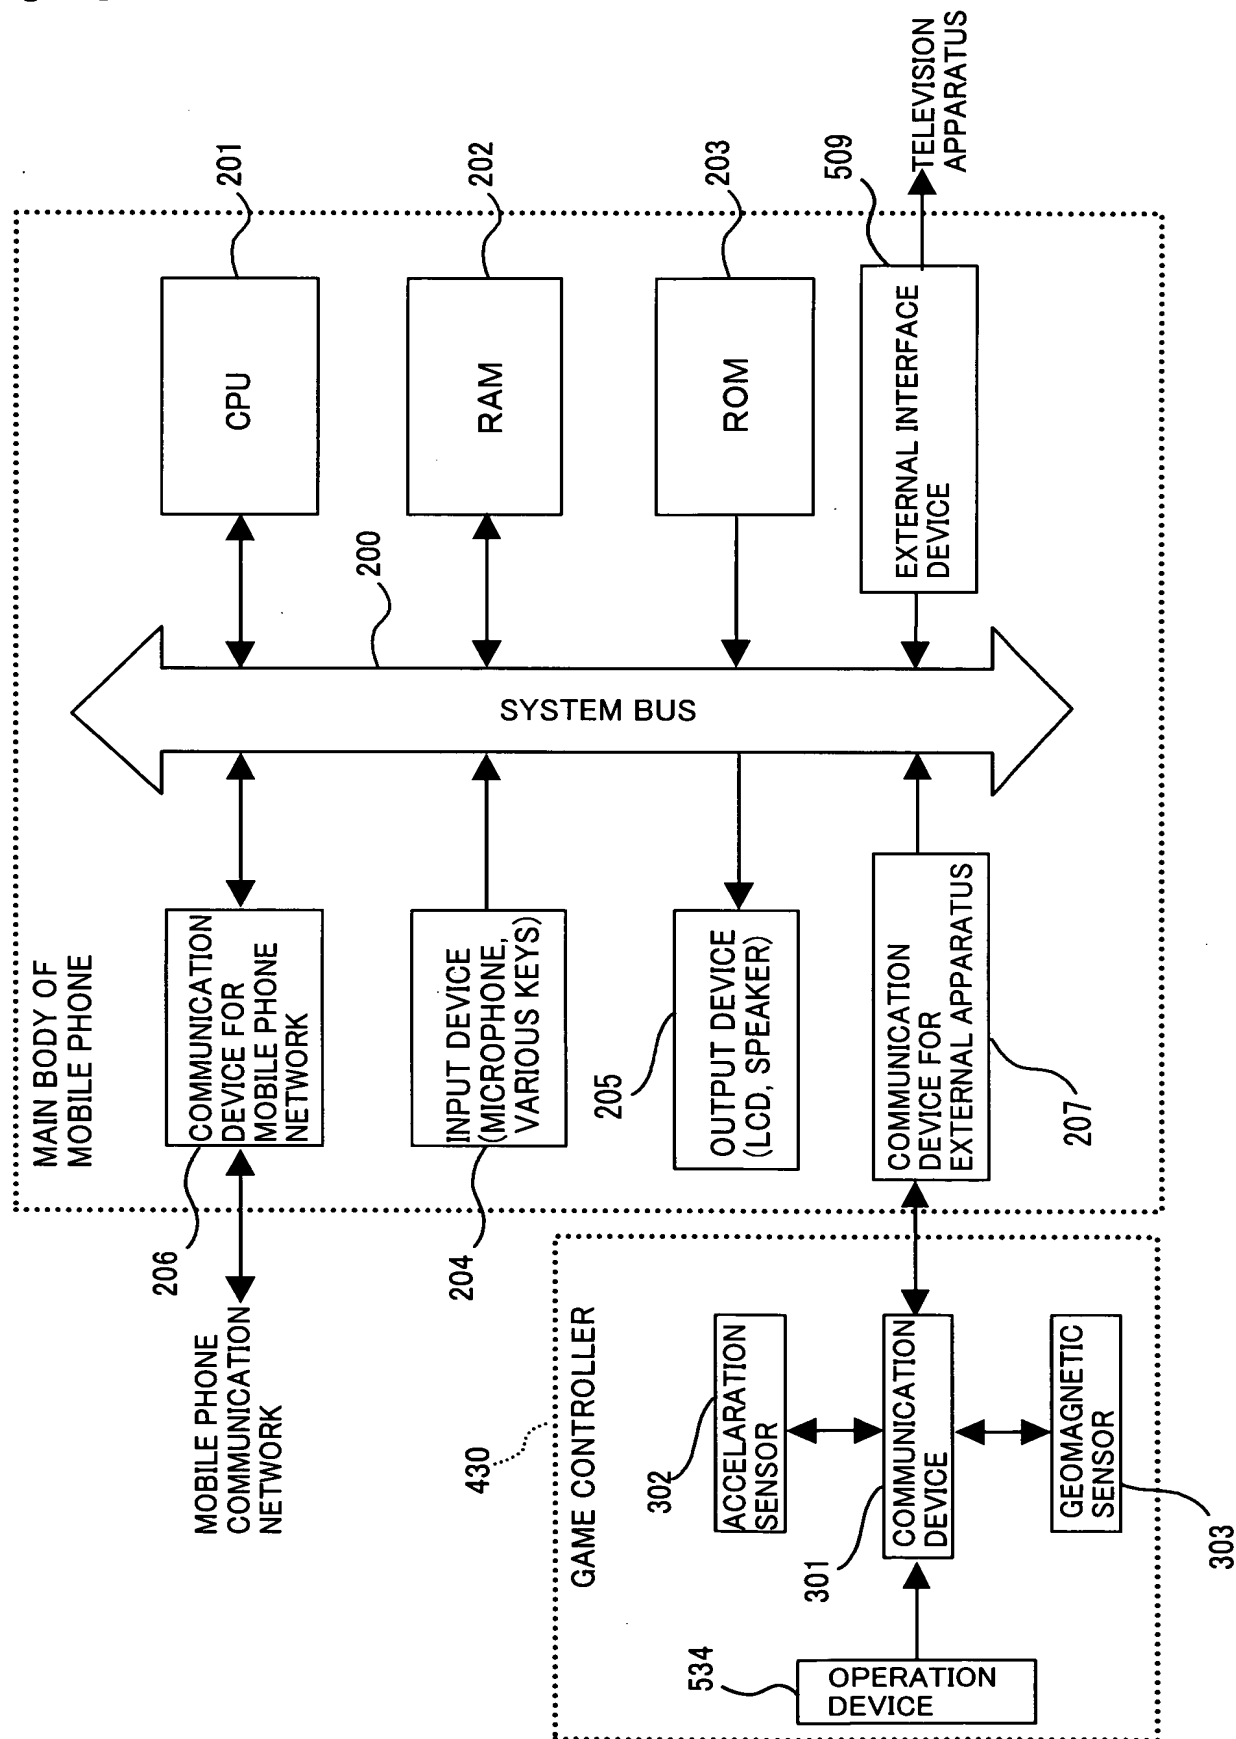 MAIN BODY OF
MOBILE PHONE
206
COMMUNICATION
DEVICE FOR
MOBILE PHONE
NETWORK
MOBILE PHONE
COMMUNICATION
NETWORK
CPU
201
204
INPUT DEVICE
(MICROPHONE,
VARIOUS KEYS)
200
SYSTEM BUS
RAM
202
205
OUTPUT DEVICE
(LCD, SPEAKER)
ROM
203
COMMUNICATION
DEVICE FOR
EXTERNAL APPARATUS
207
EXTERNAL INTERFACE
DEVICE
509
TELEVISION
APPARATUS
430
GAME CONTROLLER
302
ACCELARATION
SENSOR
301
COMMUNICATION
DEVICE
GEOMAGNETIC
SENSOR
303
534
OPERATION
DEVICE